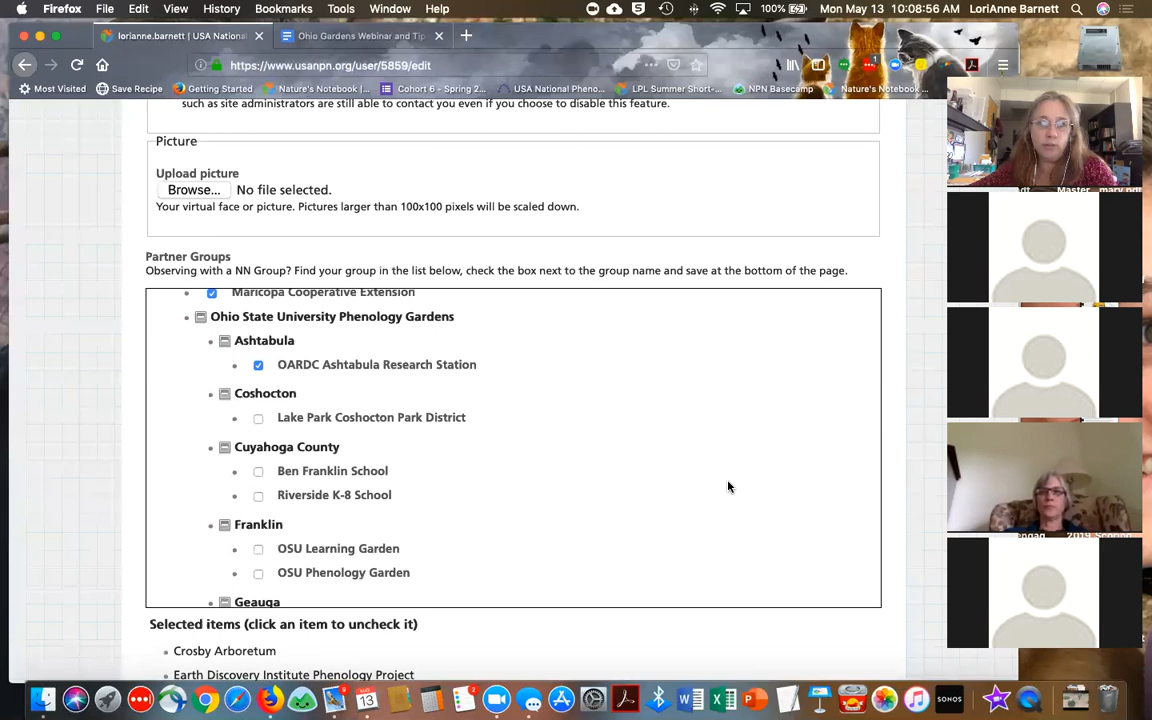 Firefox File Edit View History Bookmarks Tools Window Help 100% Mon May 13 10:08:56 AM LoriAnne Barnett
lorianne.barnett | USA National Ohio Gardens Webinar and Tip
https://www.usanpn.org/user/5859/edit
Most Visited Save Recipe Getting Started Nature's Notebook |... Cohort 6 - Spring 2... USA National Pheno... LPL Summer Short-... NPN Basecamp Nature's Notebook ...
such as site administrators are still able to contact you even if you choose to disable this feature.
Picture
Upload picture
Browse... No file selected.
Your virtual face or picture. Pictures larger than 100x100 pixels will be scaled down.
Partner Groups
Observing with a NN Group? Find your group in the list below, check the box next to the group name and save at the bottom of the page.
Maricopa Cooperative Extension
Ohio State University Phenology Gardens
Ashtabula
OARDC Ashtabula Research Station
Coshocton
Lake Park Coshocton Park District
Cuyahoga County
Ben Franklin School
Riverside K-8 School
Franklin
OSU Learning Garden
OSU Phenology Garden
Geauga
Selected items (click an item to uncheck it)
Crosby Arboretum
Earth Discovery Institute Phenology Project
MAY
13
SONOS